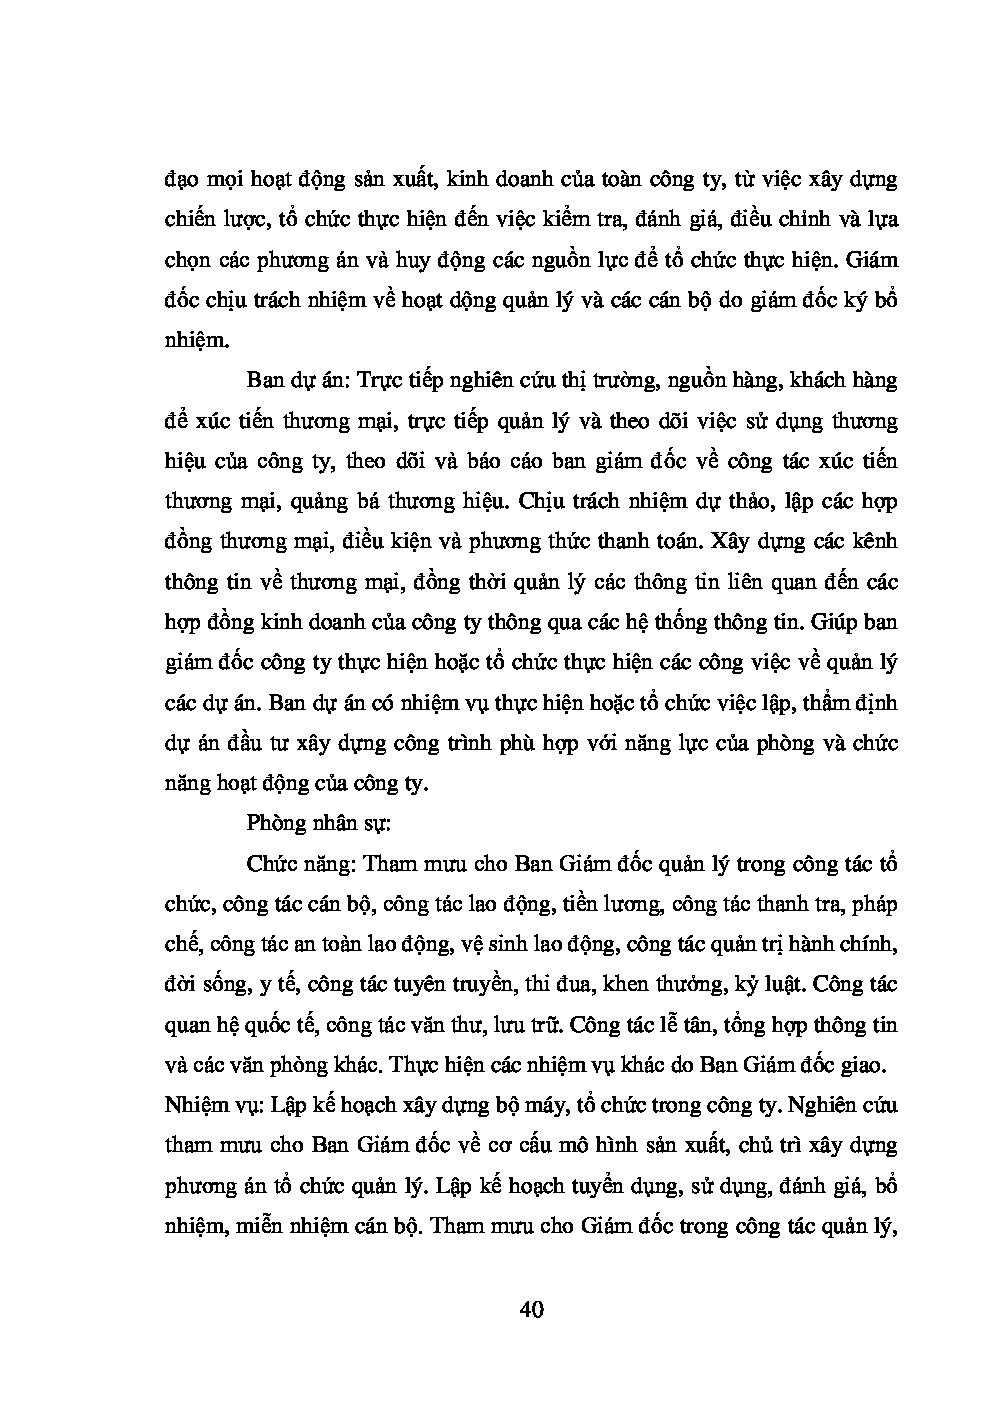 đạo mọi hoạt động sản xuất, kinh doanh của toàn công ty, từ việc xây dựng
chiến lược, tổ chức thực hiện đến việc kiểm tra, đánh giá, điều chỉnh và lựa
chọn các phương án và huy động các nguồn lực để tổ chức thực hiện. Giám
đốc chịu trách nhiệm về hoạt dộng quản lý và các cán bộ do giám đốc ký bổ
nhiệm.
Ban dự án: Trực tiếp nghiên cứu thị trường, nguồn hàng, khách hàng
để xúc tiến thương mại, trực tiếp quản lý và theo dõi việc sử dụng thương
hiệu của công ty, theo dõi và báo cáo ban giám đốc về công tác xúc tiến
thương mại, quảng bá thương hiệu. Chịu trách nhiệm dự thảo, lập các hợp
đồng thương mại, điều kiện và phương thức thanh toán. Xây dựng các kênh
thông tin về thương mại, đồng thời quản lý các thông tin liên quan đến các
hợp đồng kinh doanh của công ty thông qua các hệ thống thông tin. Giúp ban
giám đốc công ty thực hiện hoặc tổ chức thực hiện các công việc về quản lý
các dự án. Ban dự án có nhiệm vụ thực hiện hoặc tổ chức việc lập, thẩm định
dự án đầu tư xây dựng công trình phù hợp với năng lực của phòng và chức
năng hoạt động của công ty.
Phòng nhân sự:
Chức năng: Tham mưu cho Ban Giám đốc quản lý trong công tác tổ
chức, công tác cán bộ, công tác lao động, tiền lương, công tác thanh tra, pháp
chế, công tác an toàn lao động, vệ sinh lao động, công tác quản trị hành chính,
đời sống, y tế, công tác tuyên truyền, thi đua, khen thưởng, kỷ luật. Công tác
quan hệ quốc tế, công tác văn thư, lưu trữ. Công tác lễ tân, tổng hợp thông tin
và các văn phòng khác. Thực hiện các nhiệm vụ khác do Ban Giám đốc giao.
Nhiệm vụ: Lập kế hoạch xây dựng bộ máy, tổ chức trong công ty. Nghiên cứu
tham mưu cho Ban Giám đốc về cơ cấu mô hình sản xuất, chủ trì xây dựng
phương án tổ chức quản lý. Lập kế hoạch tuyển dụng, sử dụng, đánh giá, bổ
nhiệm, miễn nhiệm cán bộ. Tham mưu cho Giám đốc trong công tác quản lý,
40